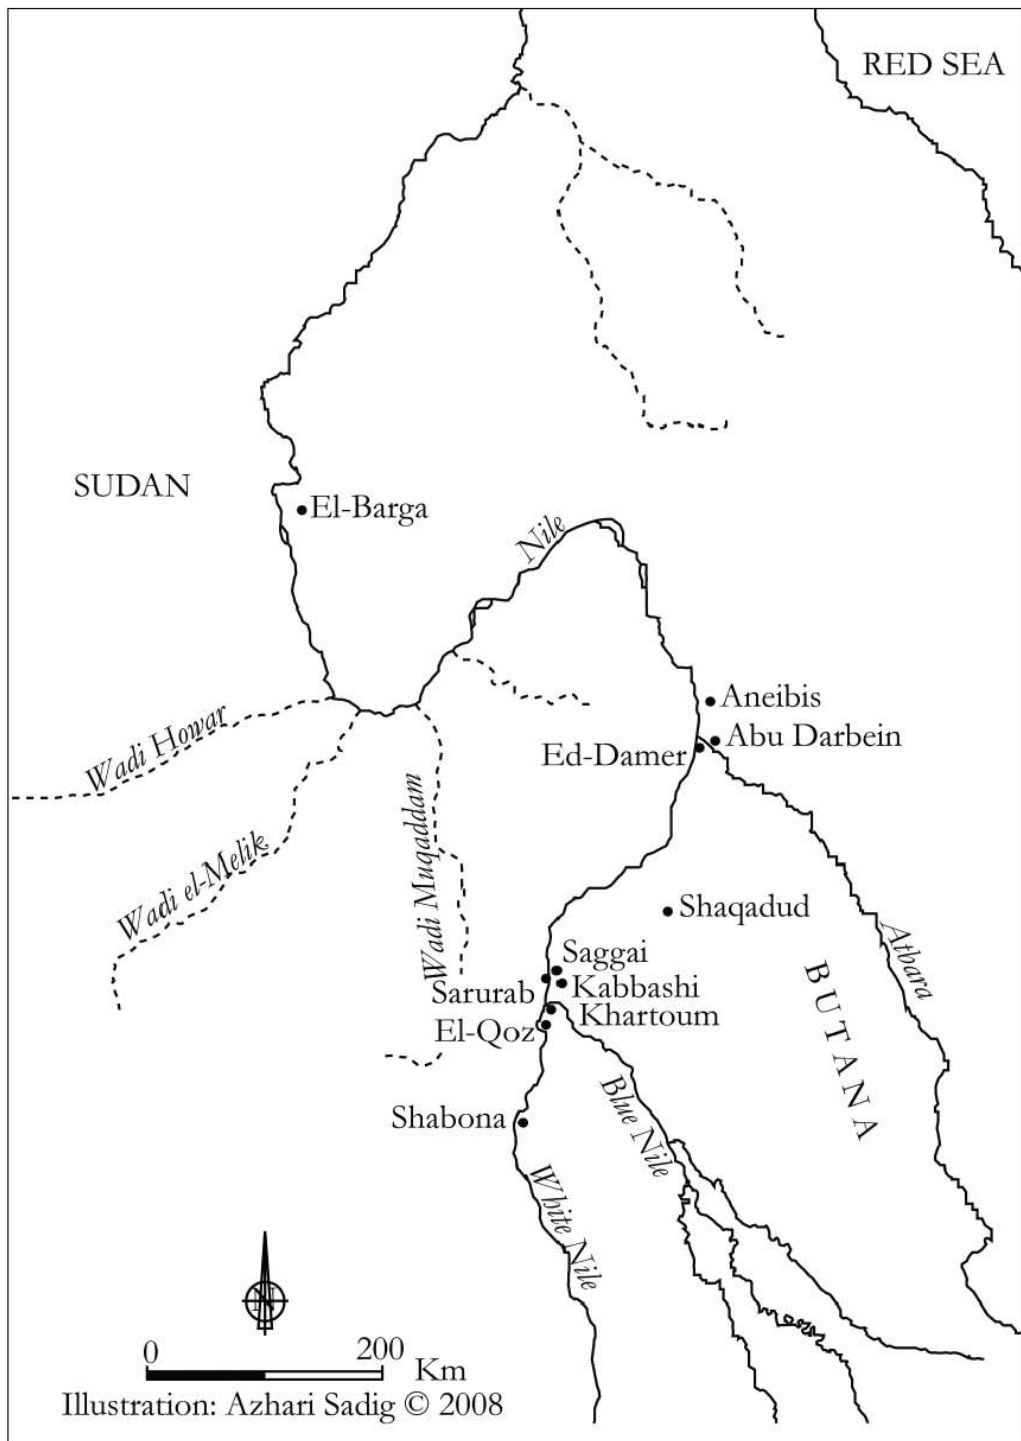 RED SEA
SUDAN
El-Barga
Nile
Aneibis
Abu Darbein
Ed-Damer
Wadi Howar
Wadi el-Melik
Wadi Muqaddam
Shaqadud
Atbara
BUTANA
Saggai
Sarurab
Kabbashi
Khartoum
El-Qoz
Blue Nile
Shabona
White Nile
N
0 200 Km
Illustration: Azhari Sadig © 2008